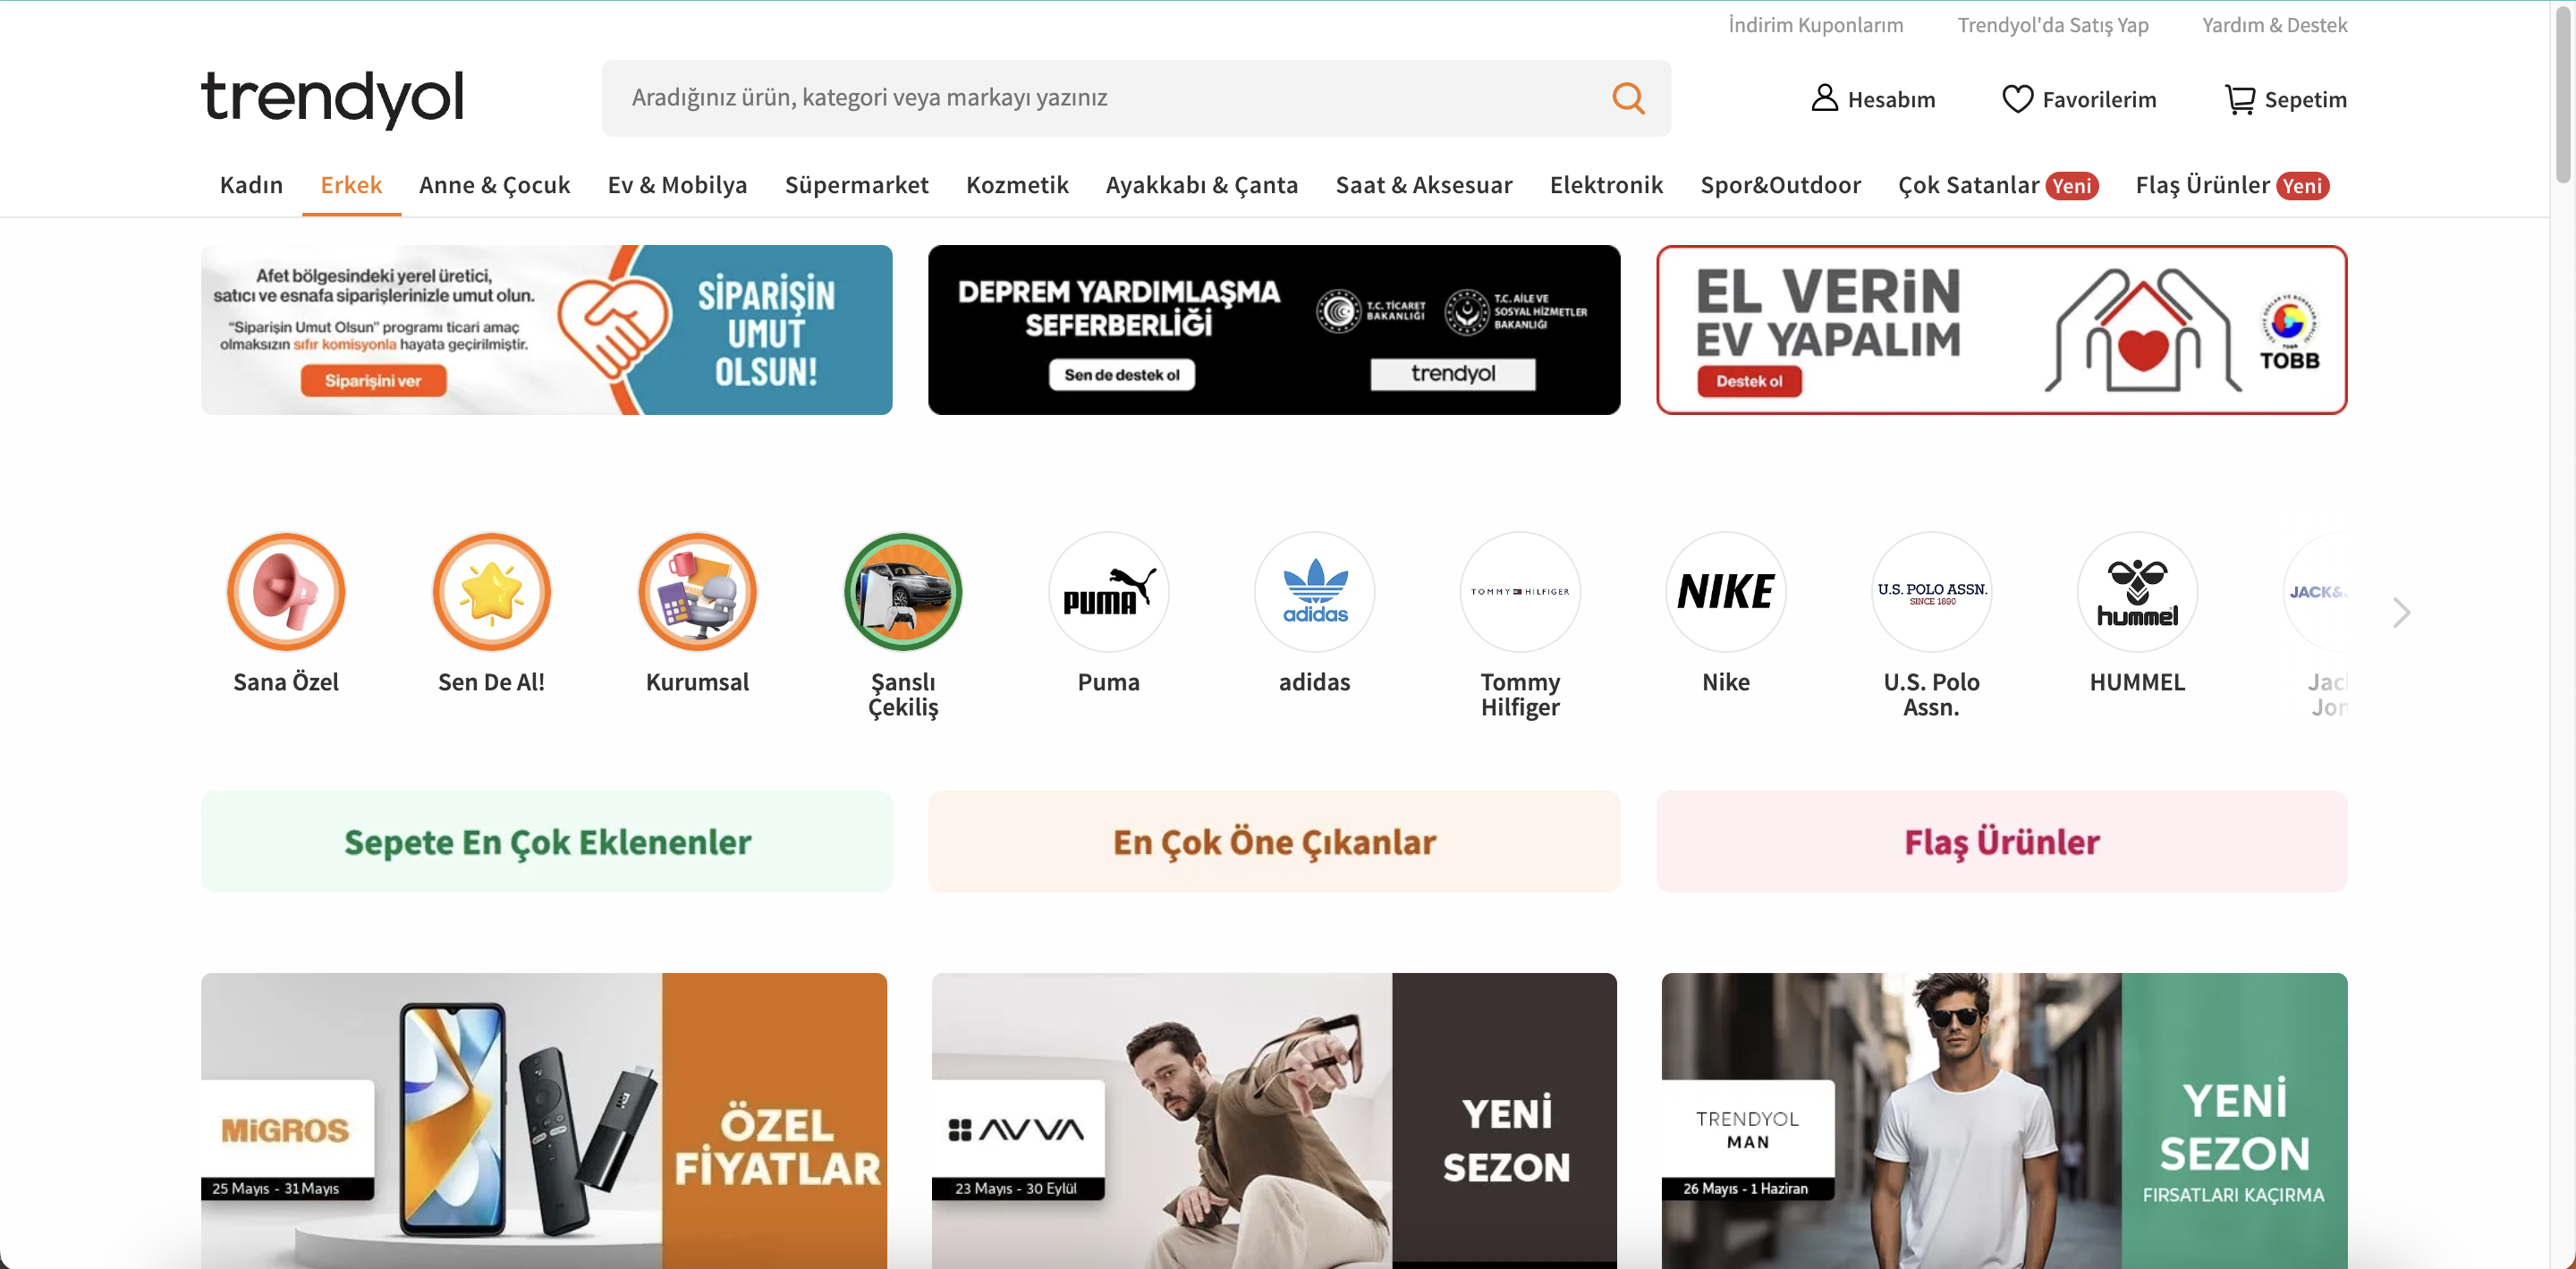 İndirim Kuponlarım Trendyol'da Satış Yap Yardım & Destek
trendyol
Aradığınız ürün, kategori veya markayı yazınız
Hesabım Favorilerim Sepetim
Kadın Erkek Anne & Çocuk Ev & Mobilya Süpermarket Kozmetik Ayakkabı & Çanta Saat & Aksesuar Elektronik Spor&Outdoor Çok Satanlar Yeni Flaş Ürünler Yeni
Afet bölgesindeki yerel üretici,
satıcı ve esnafa siparişlerinizle umut olun.
“Siparişin Umut Olsun” programı ticari amaç
olmaksızın sıfır komisyonla hayata geçirilmiştir.
Siparişini ver
SİPARİŞİN
UMUT
OLSUN!
DEPREM YARDIMLAŞMA
SEFERBERLİĞİ
Sen de destek ol
T.C. TİCARET
BAKANLIĞI
T.C. AİLE VE
SOSYAL HİZMETLER
BAKANLIĞI
trendyol
EL VERİN
EV YAPALIM
Destek ol
TOBB
PUMA
adidas
TOMMY HILFIGER
NIKE
U.S. POLO ASSN.
SINCE 1890
hummel
JACK&
Sana Özel
Sen De Al!
Kurumsal
Şanslı
Çekiliş
Puma
adidas
Tommy
Hilfiger
Nike
U.S. Polo
Assn.
HUMMEL
Jac
Jon
Sepete En Çok Eklenenler
En Çok Öne Çıkanlar
Flaş Ürünler
MİGROS
25 Mayıs - 31 Mayıs
ÖZEL
FİYATLAR
AVVA
23 Mayıs - 30 Eylül
YENİ
SEZON
TRENDYOL
MAN
26 Mayıs - 1 Haziran
YENİ
SEZON
FIRSATLARI KAÇIRMA